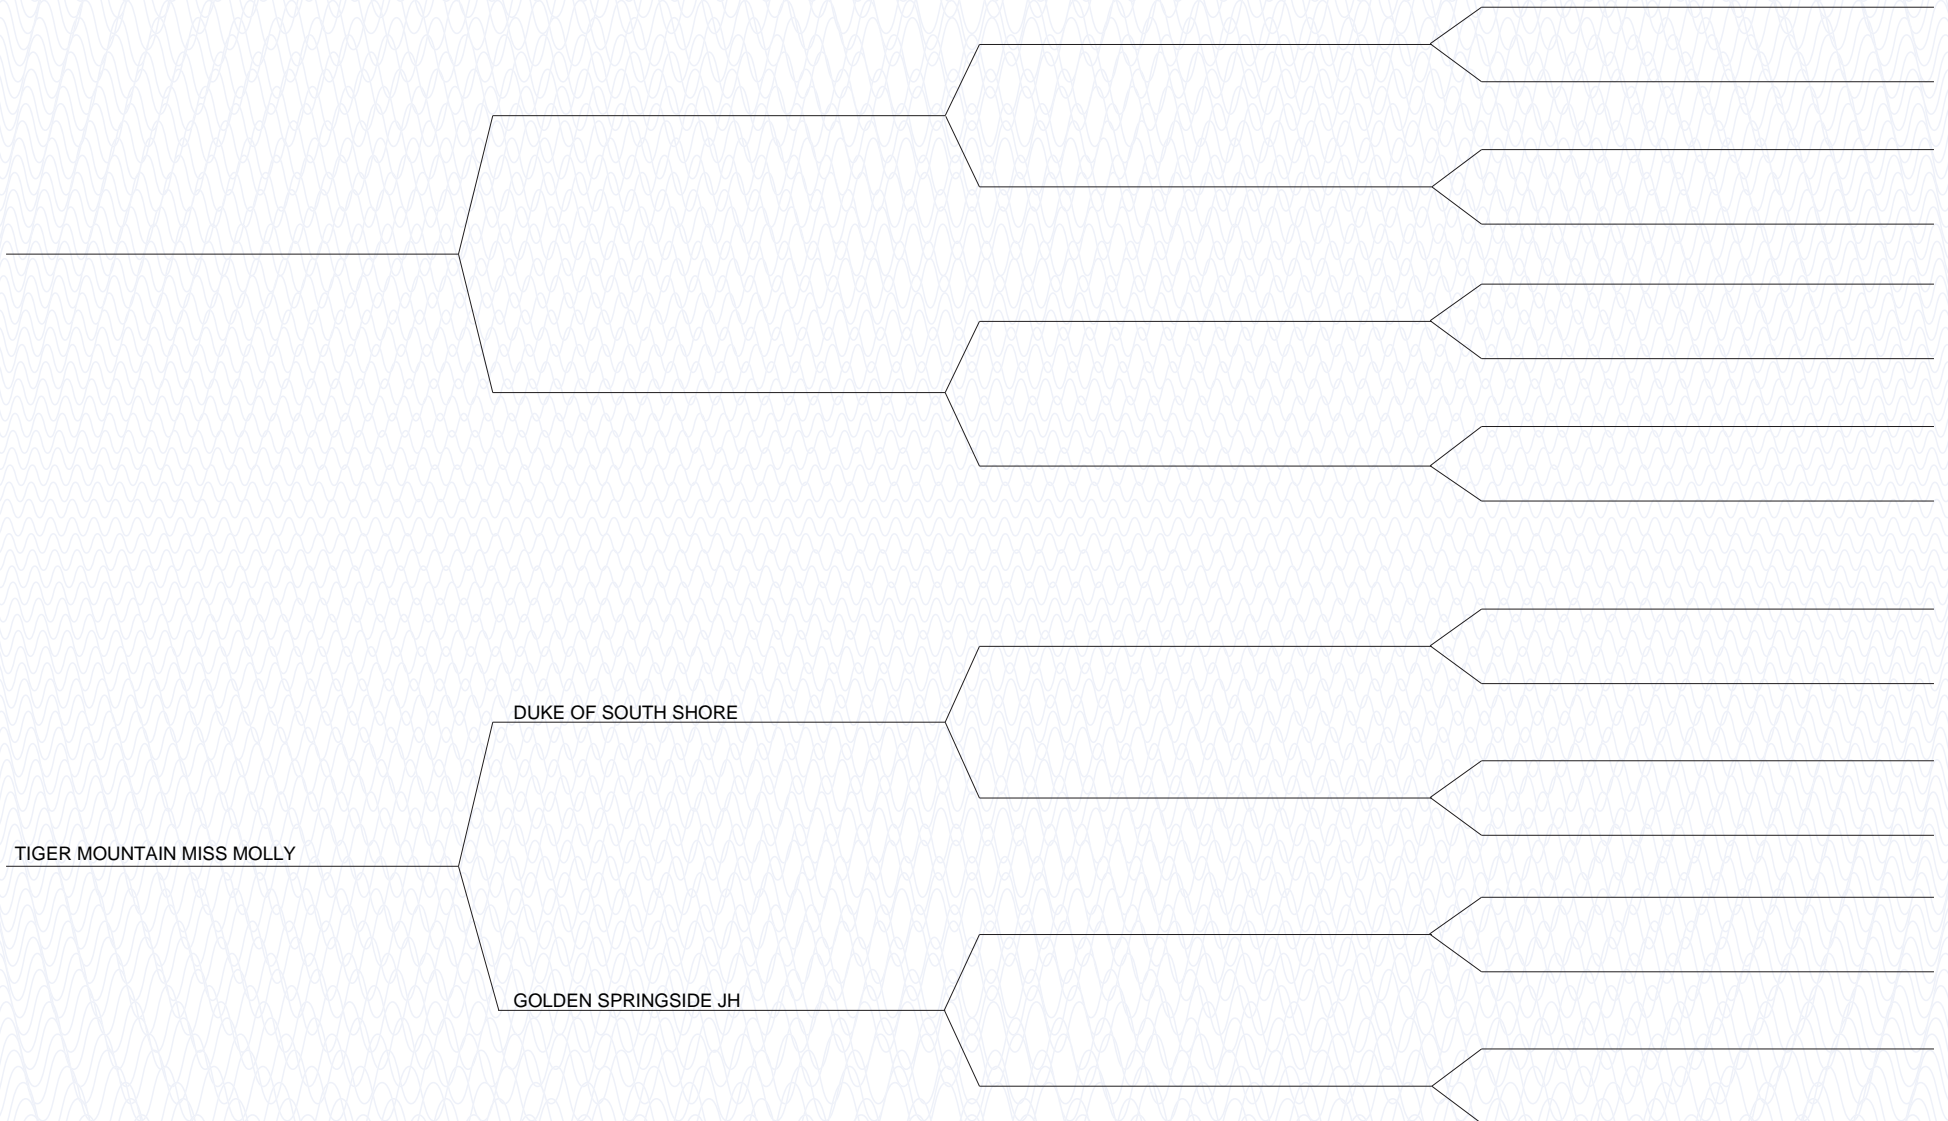 DUKE OF SOUTH SHORE
TIGER MOUNTAIN MISS MOLLY
GOLDEN SPRINGSIDE JH